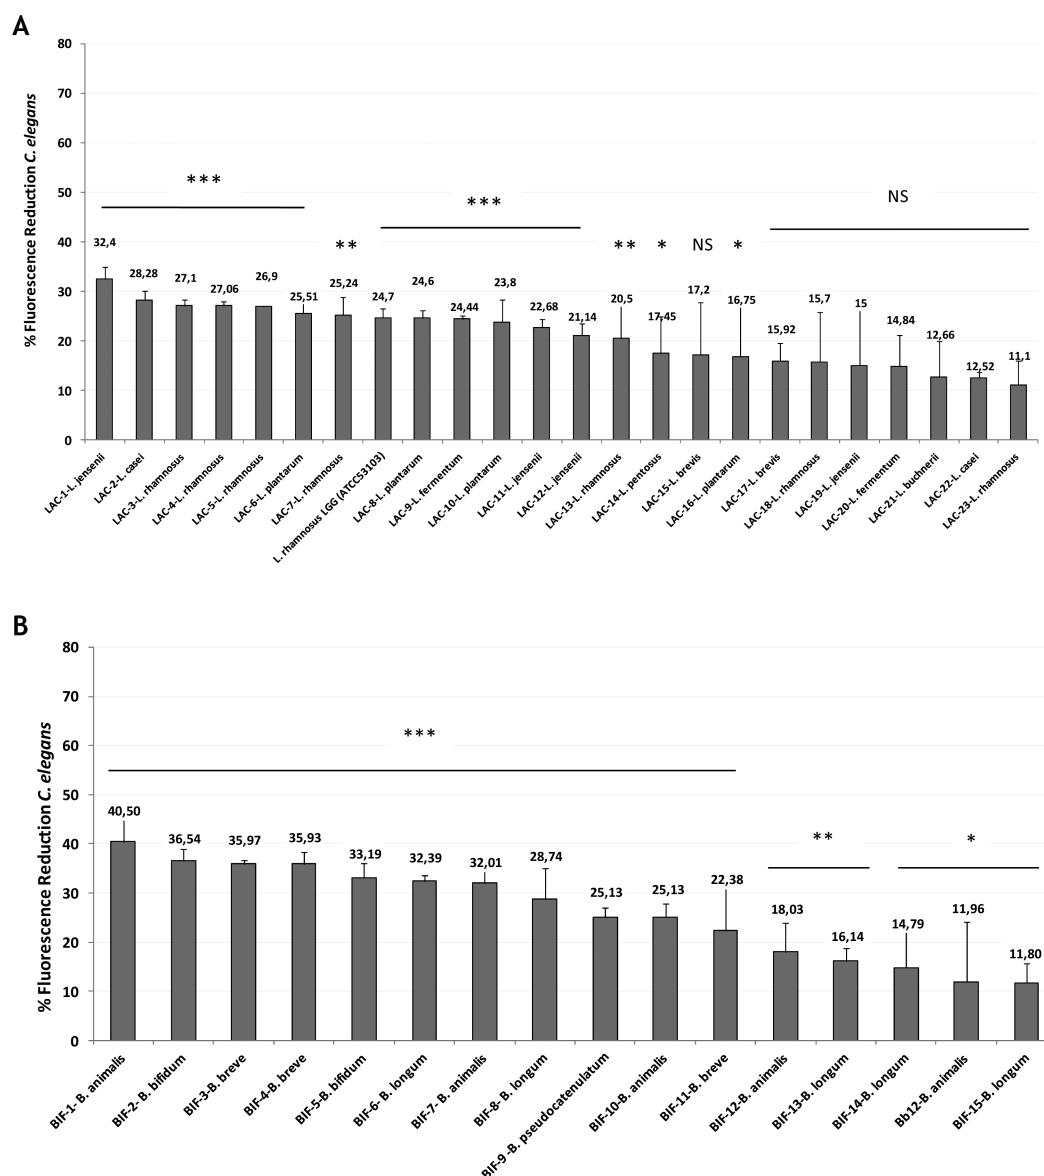 A
% Fluorescence Reduction C. elegans
80
70
60
50
40
30
20
10
0
***
**
***
**
*
NS
*
NS
32,4
28,28
27,1
27,06
26,9
25,51
25,24
24,7
24,6
24,44
23,8
22,68
21,14
20,5
17,45
17,2
16,75
15,92
15,7
15
14,84
12,66
12,52
11,1
LAC-1-L. jensenii
LAC-2-L. casei
LAC-3-L. rhamnosus
LAC-4-L. rhamnosus
LAC-5-L. rhamnosus
LAC-6-L. plantarum
LAC-7-L. rhamnosus
L. rhamnosus LGG (ATCC53103)
LAC-8-L. plantarum
LAC-9-L. fermentum
LAC-10-L. plantarum
LAC-11-L. jensenii
LAC-12-L. jensenii
LAC-13-L. rhamnosus
LAC-14-L. pentosus
LAC-15-L. brevis
LAC-16-L. plantarum
LAC-17-L. brevis
LAC-18-L. rhamnosus
LAC-19-L. jensenii
LAC-20-L. fermentum
LAC-21-L. buchnerii
LAC-22-L. casei
LAC-23-L. rhamnosus
B
% Fluorescence Reduction C. elegans
80
70
60
50
40
30
20
10
0
***
**
*
40,50
36,54
35,97
35,93
33,19
32,39
32,01
28,74
25,13
25,13
22,38
18,03
16,14
14,79
11,96
11,80
BIF-1- B. animalis
BIF-2- B. bifidum
BIF-3-B. breve
BIF-4-B. breve
BIF-5-B. bifidum
BIF-6- B. longum
BIF-7- B. animalis
BIF-8- B. longum
BIF-9 -B. pseudocatenulatum
BIF-10-B. animalis
BIF-11-B. breve
BIF-12-B. animalis
BIF-13-B. longum
BIF-14-B. longum
Bb12-B. animalis
BIF-15-B. longum